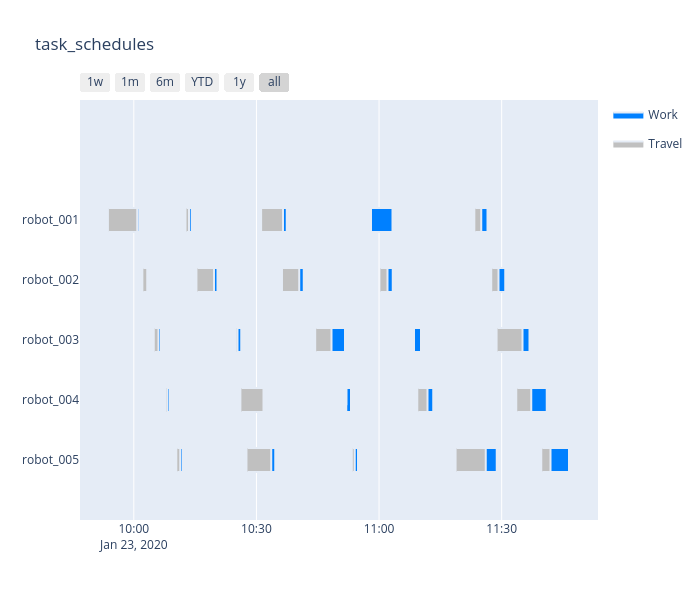 task_schedules
1w 1m 6m YTD 1y all
Work
Travel
robot_001
robot_002
robot_003
robot_004
robot_005
10:00 10:30 11:00 11:30
Jan 23, 2020